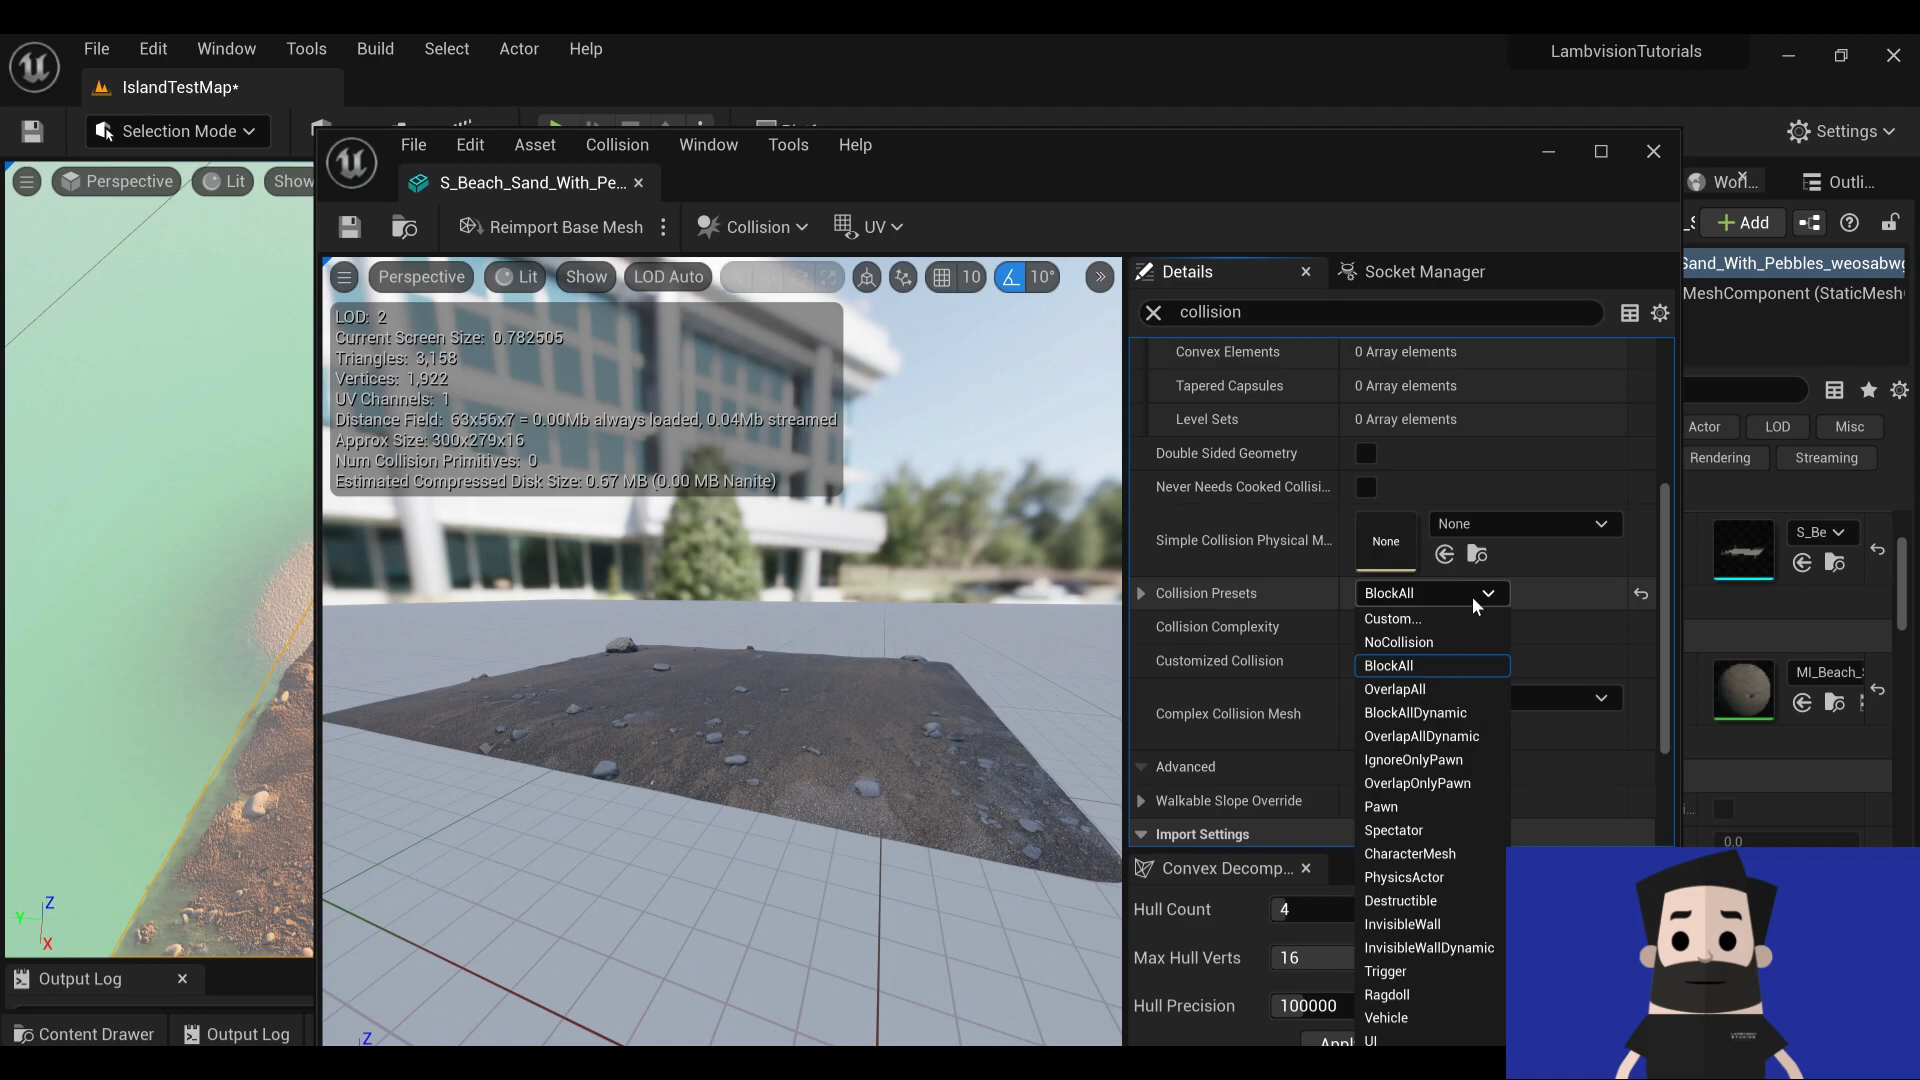 File Edit Window Tools Build Select Actor Help
LambvisionTutorials
IslandTestMap*
Selection Mode
Settings
Perspective Lit Show
File Edit Asset Collision Window Tools Help
S_Beach_Sand_With_Pe...
Reimport Base Mesh Collision UV
Perspective Lit Show LOD Auto 10 10°
LOD: 2
Current Screen Size: 0.782505
Triangles: 3,158
Vertices: 1,922
UV Channels: 1
Distance Field: 63x56x7 = 0.00Mb always loaded, 0.04Mb streamed
Approx Size: 300x279x16
Num Collision Primitives: 0
Estimated Compressed Disk Size: 0.67 MB (0.00 MB Nanite)
Details Socket Manager
collision
Convex Elements 0 Array elements
Tapered Capsules 0 Array elements
Level Sets 0 Array elements
Double Sided Geometry
Never Needs Cooked Collisi...
Simple Collision Physical M... None None
Collision Presets BlockAll
Collision Complexity
Customized Collision
Complex Collision Mesh
Advanced
Walkable Slope Override
Import Settings
Custom...
NoCollision
BlockAll
OverlapAll
BlockAllDynamic
OverlapAllDynamic
IgnoreOnlyPawn
OverlapOnlyPawn
Pawn
Spectator
CharacterMesh
PhysicsActor
Destructible
InvisibleWall
InvisibleWallDynamic
Trigger
Ragdoll
Vehicle
UI
Convex Decomp...
Hull Count 4
Max Hull Verts 16
Hull Precision 100000
Appl
Worl... Outli...
Add
Sand_With_Pebbles_weosabwg
MeshComponent (StaticMesh
Actor LOD Misc
Rendering Streaming
S_Be
MI_Beach_S
0.0
Z
Y
X
Z
Output Log
Content Drawer Output Log